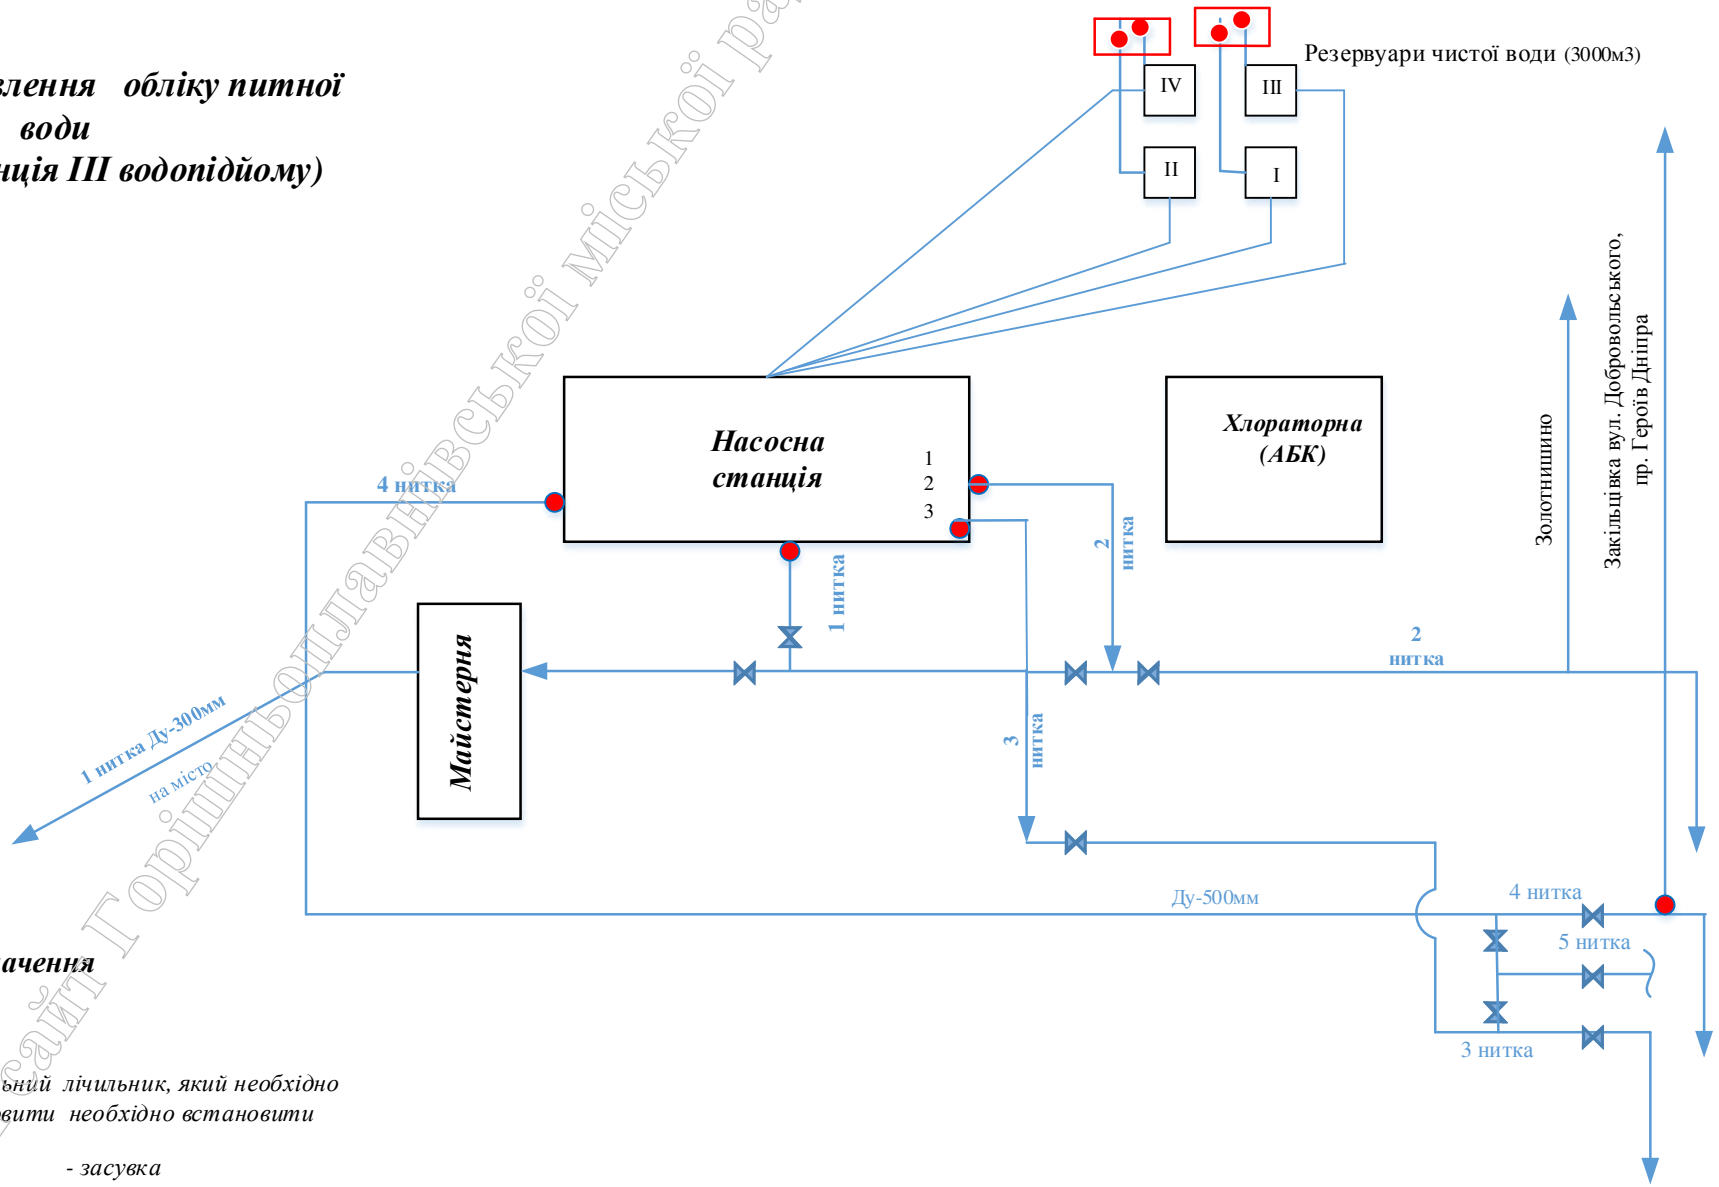 влення обліку питної
води
нція III водопідйому)
Резервуари чистої води (3000м3)
IV
III
II
I
Насосна
станція
1
2
3
Хлораторна
(АБК)
4 нитка
1 нитка
2
нитка
2
нитка
3
нитка
Золотнишино
Закільцівка вул. Добровольського,
пр. Героїв Дніпра
Майстерня
1 нитка Ду-300мм
на місто
Ду-500мм
4 нитка
5 нитка
3 нитка
ачення
ьний лічильник, який необхідно
овити необхідно встановити
- засувка
сайт Горішньоплавнівської міської ра